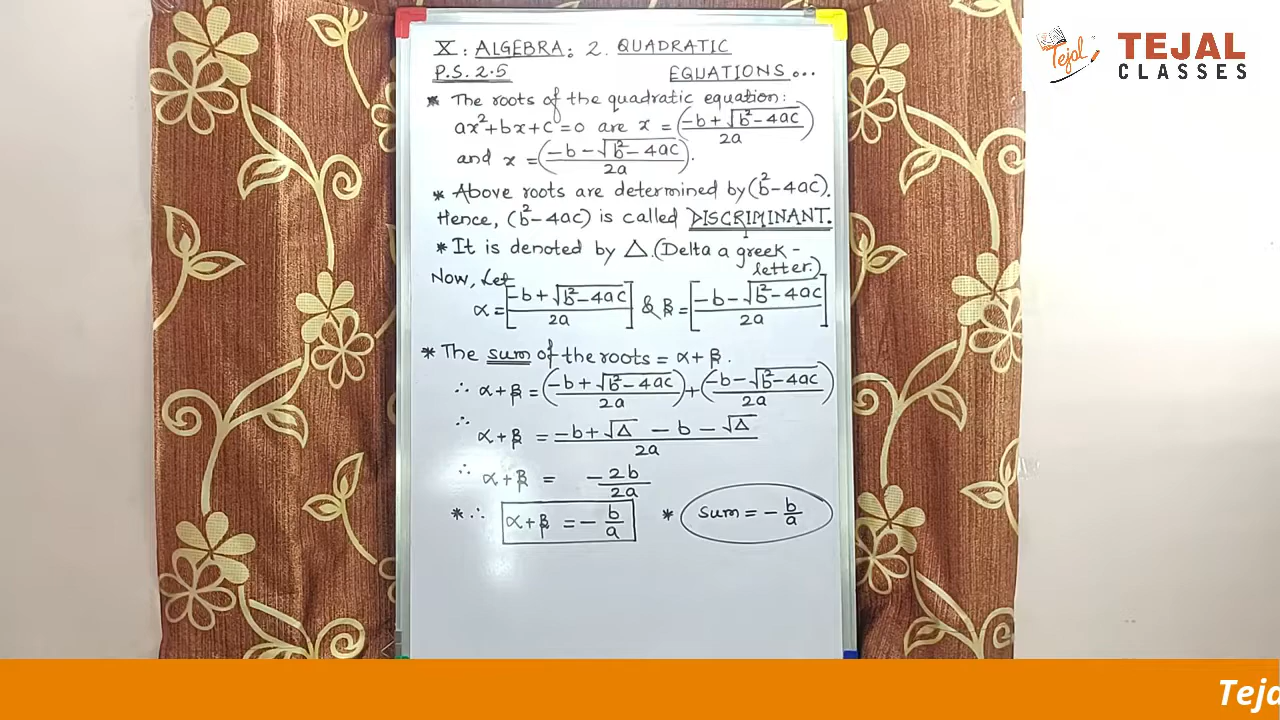 X : ALGEBRA : 2. QUADRATIC
P.S. 2.5 EQUATIONS...
* The roots of the quadratic equation:
ax²+bx+c=0 are x = (-b+√b²-4ac / 2a)
and x = (-b-√b²-4ac / 2a).
* Above roots are determined by (b²-4ac).
Hence, (b²-4ac) is called DISCRIMINANT.
* It is denoted by △. (Delta a greek -
letter.)
Now, Let
α = [-b+√b²-4ac / 2a] & β = [-b-√b²-4ac / 2a]
* The sum of the roots = α+β.
∴ α+β = (-b+√b²-4ac / 2a) + (-b-√b²-4ac / 2a)
∴ α+β = -b+√△ -b-√△ / 2a
∴ α+β = -2b / 2a
* ∴ α+β = -b/a * Sum = -b/a
Tejal
TEJAL
CLASSES